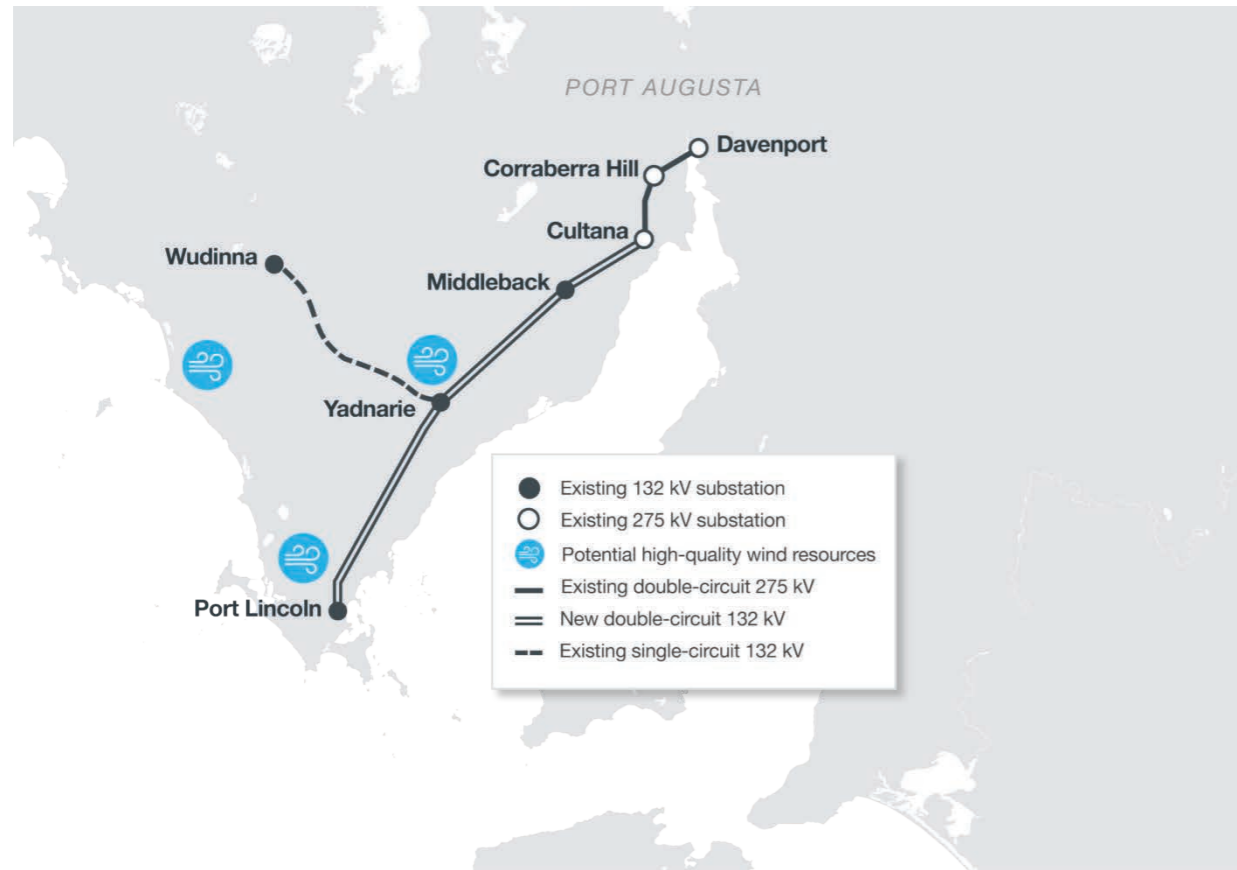 PORT AUGUSTA
Davenport
Corraberra Hill
Cultana
Wudinna
Middleback
Yadnarie
Port Lincoln
Existing 132 kV substation
Existing 275 kV substation
Potential high-quality wind resources
Existing double-circuit 275 kV
New double-circuit 132 kV
Existing single-circuit 132 kV